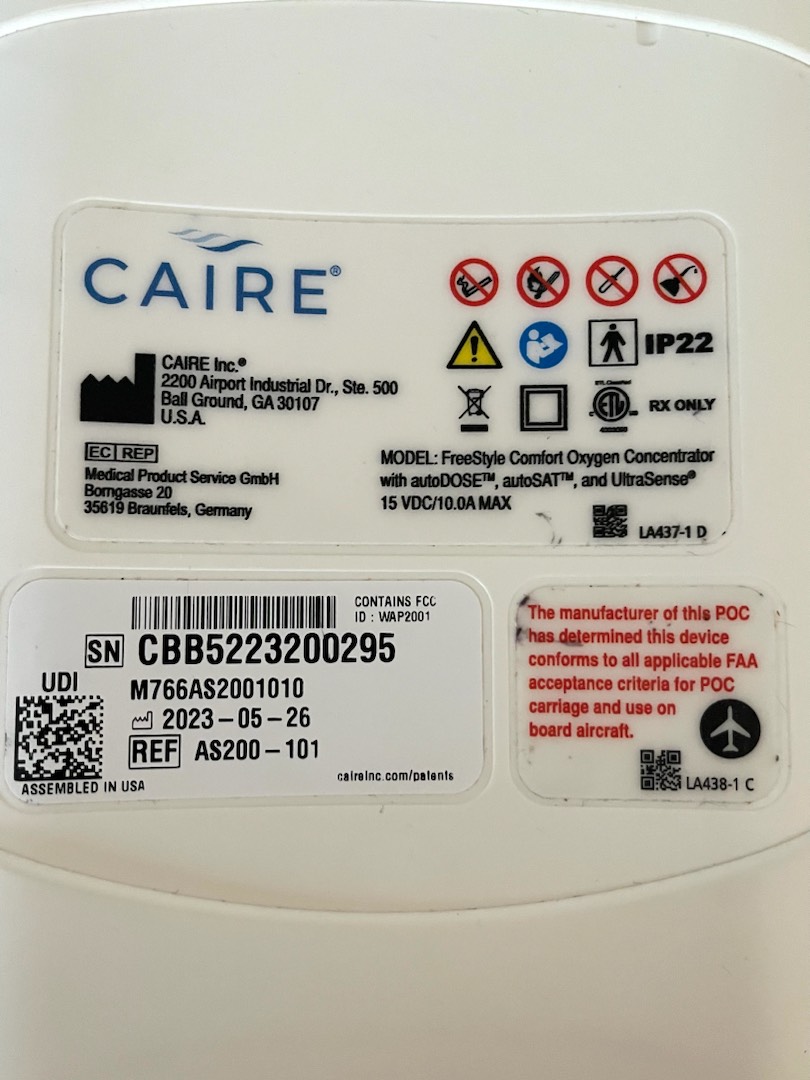 CAIRE®
CAIRE Inc.®
2200 Airport Industrial Dr., Ste. 500
Ball Ground, GA 30107
U.S.A.
EC REP
Medical Product Service GmbH
Borngasse 20
35619 Braunfels, Germany
IP22
ETL Classified
RX ONLY
MODEL: FreeStyle Comfort Oxygen Concentrator
with autoDOSE™, autoSAT™, and UltraSense®
15 VDC/10.0A MAX
LA437-1 D
CONTAINS FCC
ID : WAP2001
SN CBB5223200295
UDI
M766AS2001010
2023-05-26
REF AS200-101
caireinc.com/patents
ASSEMBLED IN USA
The manufacturer of this POC
has determined this device
conforms to all applicable FAA
acceptance criteria for POC
carriage and use on
board aircraft.
LA438-1 C